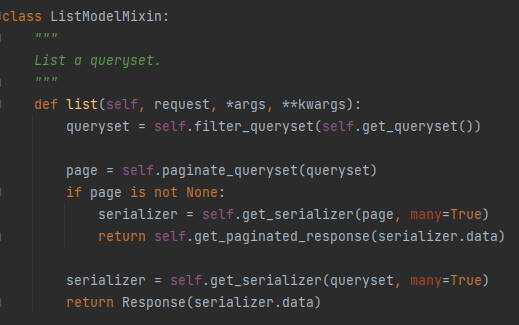 class ListModelMixin:
    """
    List a queryset.
    """
    def list(self, request, *args, **kwargs):
        queryset = self.filter_queryset(self.get_queryset())

        page = self.paginate_queryset(queryset)
        if page is not None:
            serializer = self.get_serializer(page, many=True)
            return self.get_paginated_response(serializer.data)

        serializer = self.get_serializer(queryset, many=True)
        return Response(serializer.data)